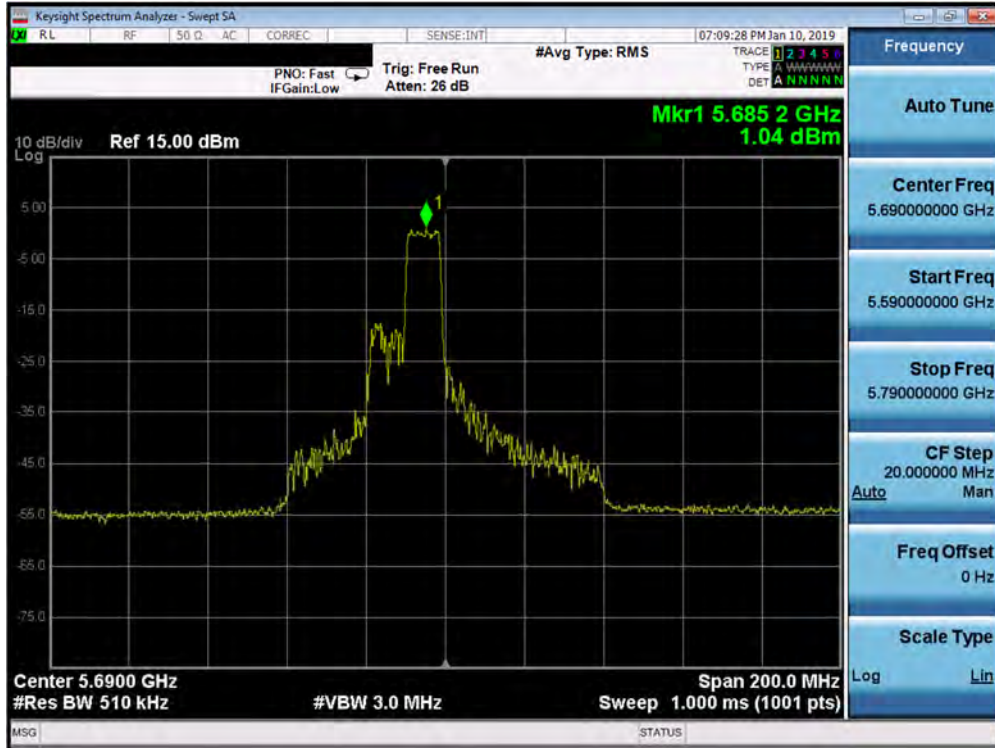 Keysight Spectrum Analyzer - Swept SA
LXI RL RF 50 Ω AC CORREC SENSE:INT 07:09:28 PM Jan 10, 2019
#Avg Type: RMS TRACE 1 2 3 4 5 6
PNO: Fast Trig: Free Run TYPE A WWWWW
IFGain:Low Atten: 26 dB DET A N N N N N
Mkr1 5.685 2 GHz
10 dB/div Ref 15.00 dBm 1.04 dBm
Log
1
5.00
-5.00
-15.0
-25.0
-35.0
-45.0
-55.0
-65.0
-75.0
Center 5.6900 GHz Span 200.0 MHz
#Res BW 510 kHz #VBW 3.0 MHz Sweep 1.000 ms (1001 pts)
MSG STATUS
Frequency
Auto Tune
Center Freq
5.690000000 GHz
Start Freq
5.590000000 GHz
Stop Freq
5.790000000 GHz
CF Step
20.000000 MHz
Auto Man
Freq Offset
0 Hz
Scale Type
Log Lin